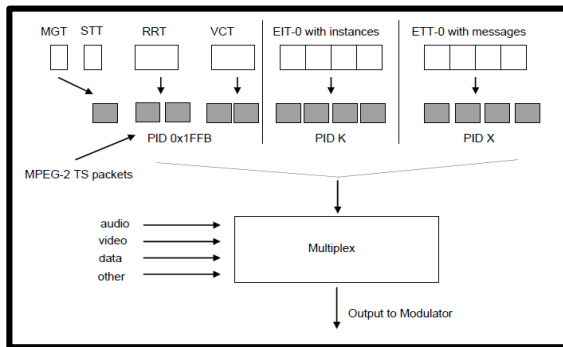 MGT STT RRT VCT EIT-0 with instances ETT-0 with messages
PID 0x1FFB PID K PID X
MPEG-2 TS packets
audio
video
data
other
Multiplex
Output to Modulator